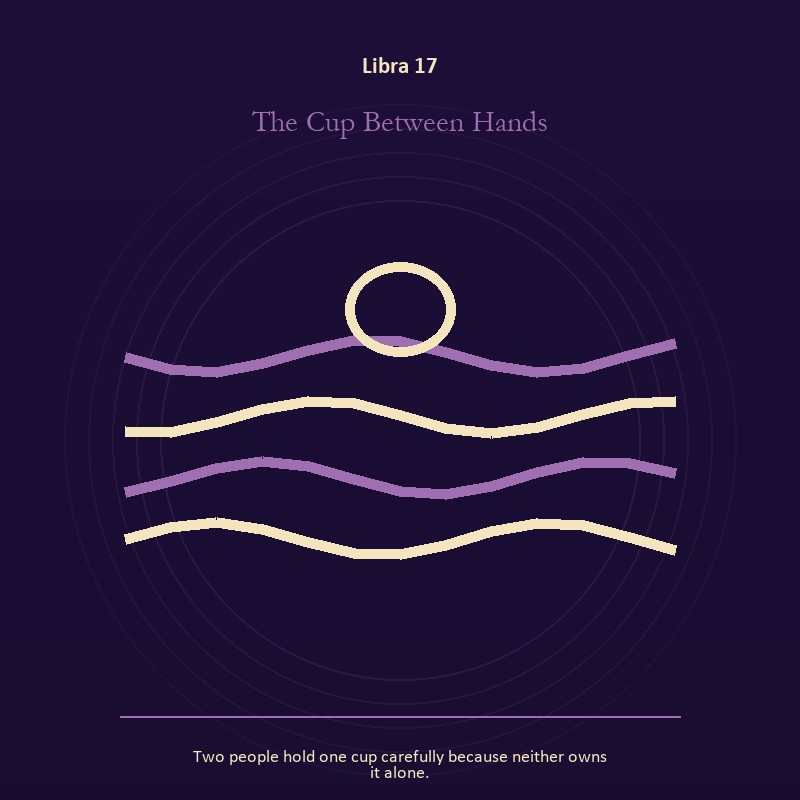 Libra 17
The Cup Between Hands
Two people hold one cup carefully because neither owns
it alone.